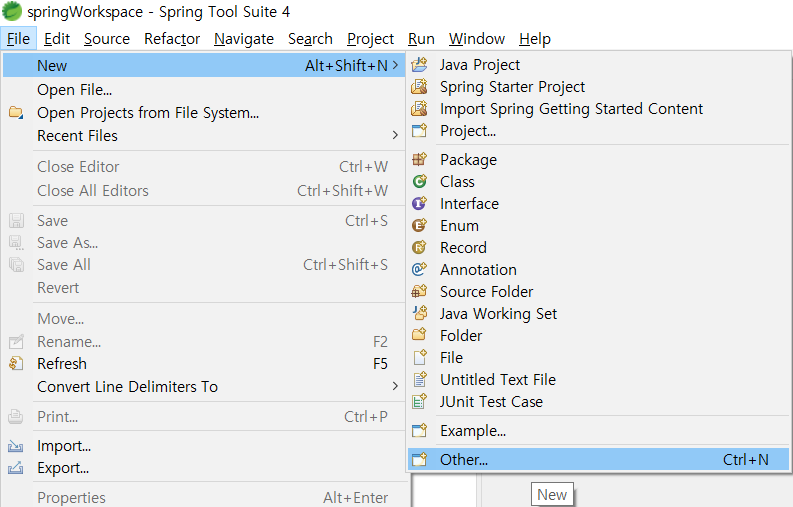 springWorkspace - Spring Tool Suite 4
File Edit Source Refactor Navigate Search Project Run Window Help
New Alt+Shift+N
Open File...
Open Projects from File System...
Recent Files
Close Editor Ctrl+W
Close All Editors Ctrl+Shift+W
Save Ctrl+S
Save As...
Save All Ctrl+Shift+S
Revert
Move...
Rename... F2
Refresh F5
Convert Line Delimiters To
Print... Ctrl+P
Import...
Export...
Properties Alt+Enter
Java Project
Spring Starter Project
Import Spring Getting Started Content
Project...
Package
Class
Interface
Enum
Record
Annotation
Source Folder
Java Working Set
Folder
File
Untitled Text File
JUnit Test Case
Example...
Other... Ctrl+N
New